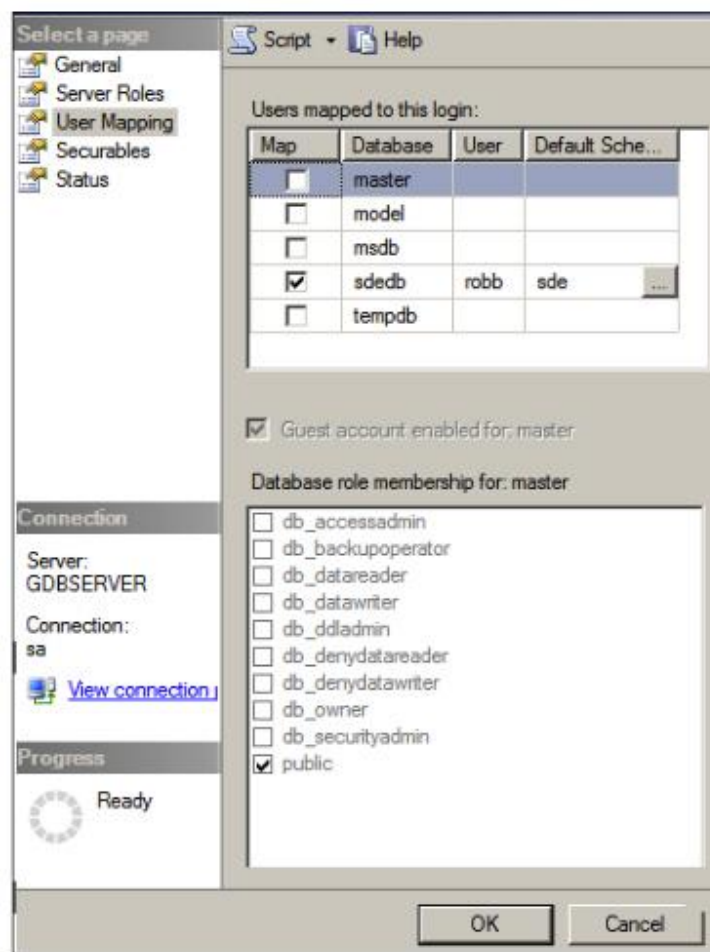 Select a page
General
Server Roles
User Mapping
Securables
Status
Script
Help
Users mapped to this login:
Map Database User Default Sche...
master
model
msdb
sdedb robb sde ...
tempdb
Guest account enabled for: master
Database role membership for: master
db_accessadmin
db_backupoperator
db_datareader
db_datawriter
db_ddladmin
db_denydatareader
db_denydatawriter
db_owner
db_securityadmin
public
Connection
Server:
GDBSERVER
Connection:
sa
View connection
Progress
Ready
OK
Cancel